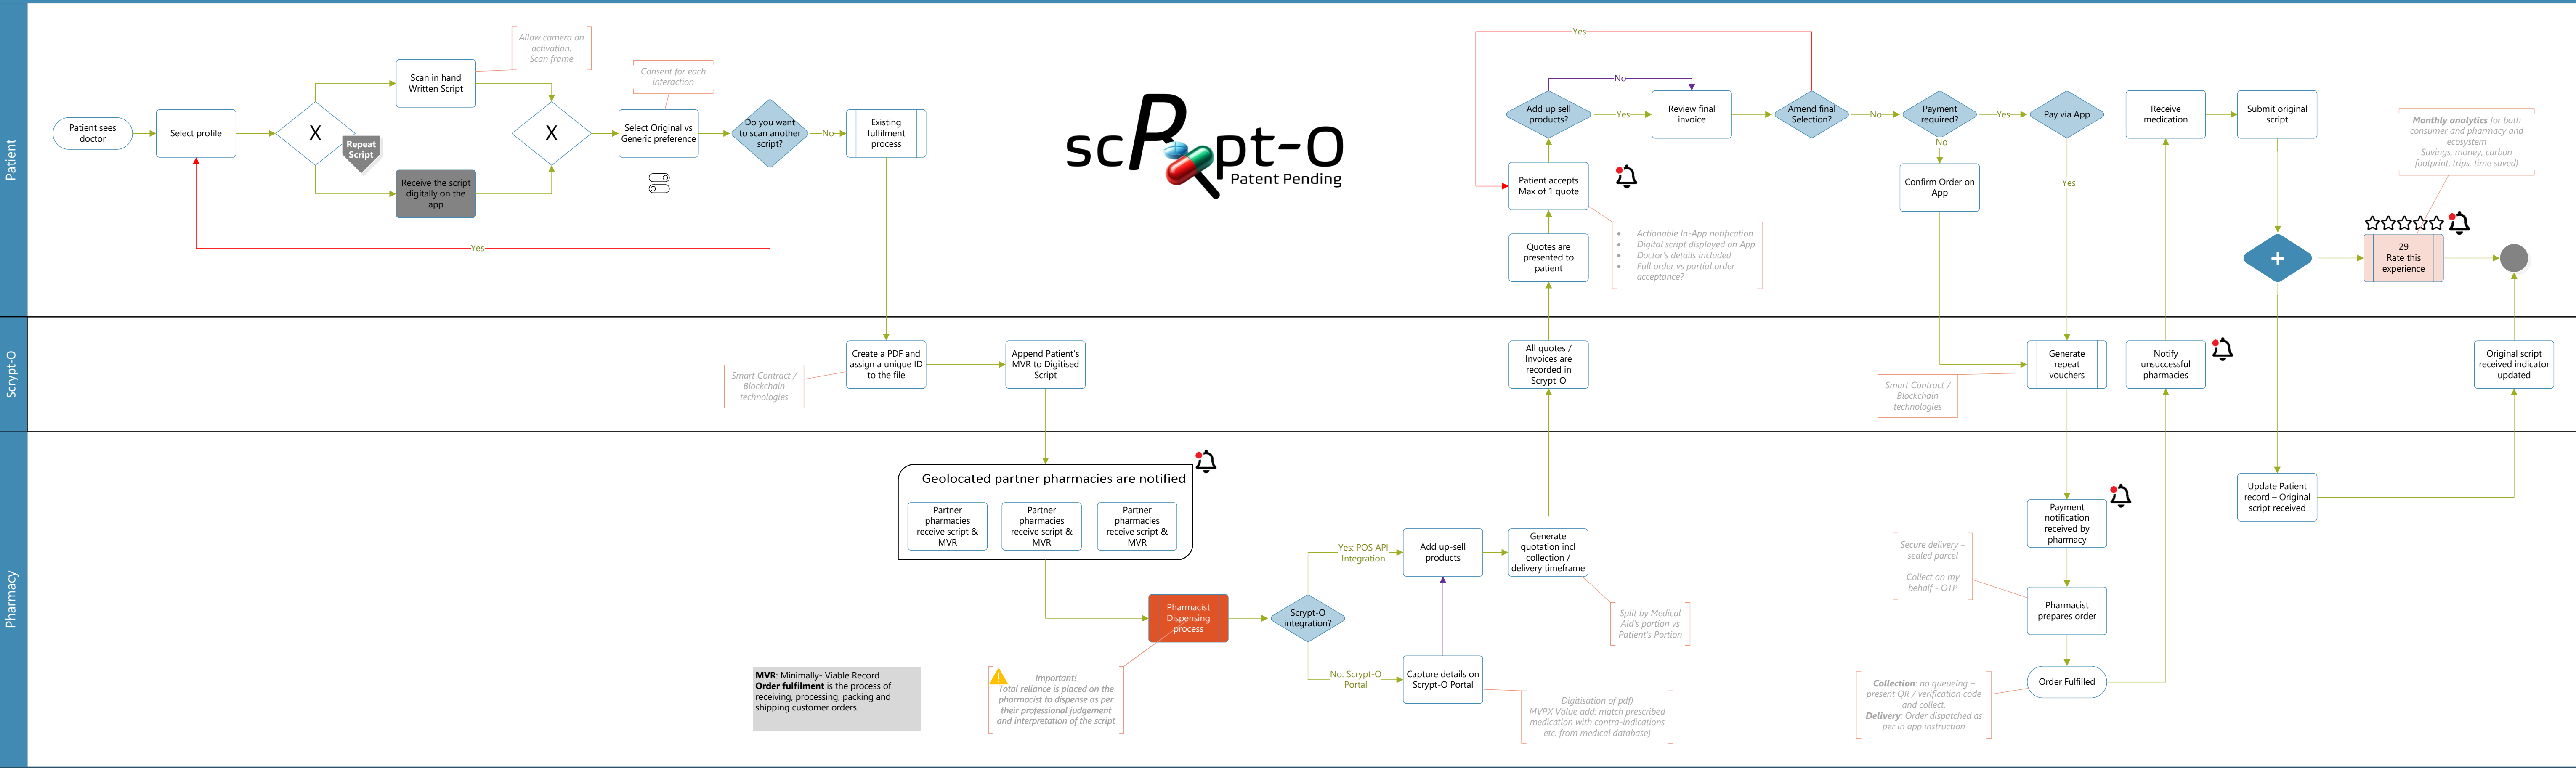 Patient
Patient sees
doctor
Select profile
X
Repeat
Script
Scan in hand
Written Script
Allow camera on
activation.
Scan frame
Receive the script
digitally on the
app
X
Consent for each
interaction
Select Original vs
Generic preference
Do you want
to scan another
script?
No
Yes
Existing
fulfilment
process
scRypt-O
Patent Pending
Yes
No
Add up sell
products?
Yes
Review final
invoice
Amend final
Selection?
No
Payment
required?
Yes
Pay via App
No
Yes
Confirm Order on
App
Patient accepts
Max of 1 quote
Quotes are
presented to
patient
• Actionable In-App notification.
• Digital script displayed on App
• Doctor's details included
• Full order vs partial order
acceptance?
Receive
medication
Submit original
script
Monthly analytics for both
consumer and pharmacy and
ecosystem
Savings, money, carbon
footprint, trips, time saved)
+
29
Rate this
experience
Scrypt-O
Smart Contract /
Blockchain
technologies
Create a PDF and
assign a unique ID
to the file
Append Patient's
MVR to Digitised
Script
All quotes /
Invoices are
recorded in
Scrypt-O
Smart Contract /
Blockchain
technologies
Generate
repeat
vouchers
Notify
unsuccessful
pharmacies
Original script
received indicator
updated
Pharmacy
Geolocated partner pharmacies are notified
Partner
pharmacies
receive script &
MVR
Partner
pharmacies
receive script &
MVR
Partner
pharmacies
receive script &
MVR
Pharmacist
Dispensing
process
Scrypt-O
integration?
Yes: POS API
Integration
No: Scrypt-O
Portal
Add up-sell
products
Capture details on
Scrypt-O Portal
Generate
quotation incl
collection /
delivery timeframe
Split by Medical
Aid's portion vs
Patient's Portion
Digitisation of pdf)
MVPX Value add: match prescribed
medication with contra-indications
etc. from medical database)
MVR: Minimally- Viable Record
Order fulfilment is the process of
receiving, processing, packing and
shipping customer orders.
Important!
Total reliance is placed on the
pharmacist to dispense as per
their professional judgement
and interpretation of the script
Payment
notification
received by
pharmacy
Secure delivery –
sealed parcel
Collect on my
behalf - OTP
Pharmacist
prepares order
Order Fulfilled
Collection: no queueing –
present QR / verification code
and collect.
Delivery: Order dispatched as
per in app instruction
Update Patient
record – Original
script received